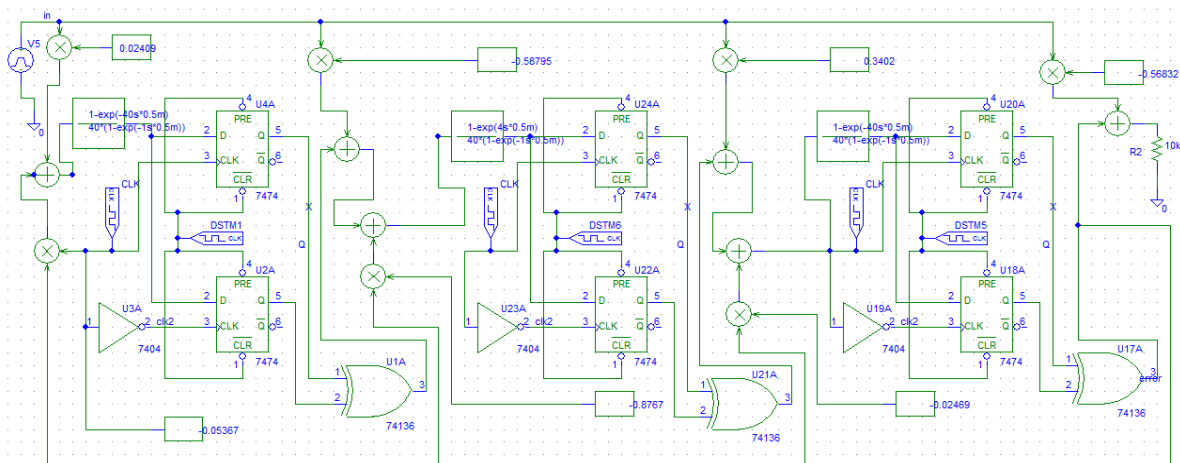 in
V5
0.02409
-0.58795
0.3402
-0.56832
0
1-exp(-40s*0.5m)
40*(1-exp(-1s*0.5m))
U4A
4
PRE
2
D
Q
5
3
CLK
Q
6
CLR
1
7474
1-exp(4s*0.5m)
40*(1-exp(-1s*0.5m))
U24A
4
PRE
2
D
Q
5
3
CLK
Q
6
CLR
1
7474
1-exp(-40s*0.5m)
40*(1-exp(-1s*0.5m))
U20A
4
PRE
2
D
Q
5
3
CLK
Q
6
CLR
1
7474
R2
10k
0
CLK
CLK
DSTM1
CLK
X
Q
CLK
CLK
DSTM6
CLK
X
Q
CLK
CLK
DSTM5
CLK
X
Q
U3A
1
2
clk2
7404
U2A
4
PRE
2
D
Q
5
3
CLK
Q
6
CLR
1
7474
U23A
1
2
clk2
7404
U22A
4
PRE
2
D
Q
5
3
CLK
Q
6
CLR
1
7474
U19A
1
2
clk2
7404
U18A
4
PRE
2
D
Q
5
3
CLK
Q
6
CLR
1
7474
U1A
1
2
3
74136
U21A
1
2
3
74136
U17A
1
2
3
error
74136
-0.05367
-0.8767
-0.02469